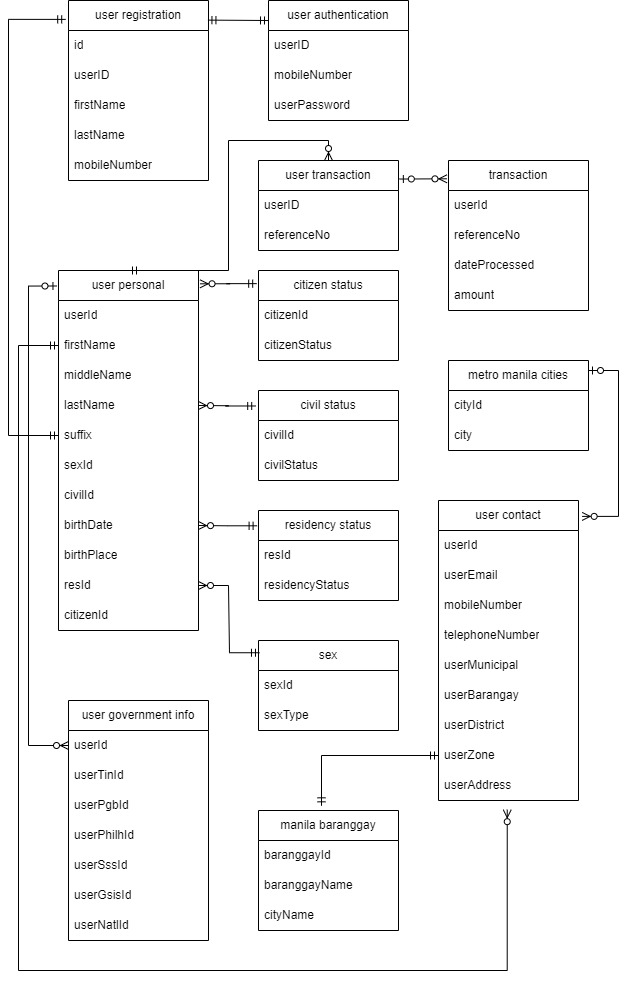 user registration
id
userID
firstName
lastName
mobileNumber
user authentication
userID
mobileNumber
userPassword
user transaction
userID
referenceNo
transaction
userId
referenceNo
dateProcessed
amount
user personal
userId
firstName
middleName
lastName
suffix
sexId
civilId
birthDate
birthPlace
resId
citizenId
citizen status
citizenId
citizenStatus
civil status
civilId
civilStatus
metro manila cities
cityId
city
residency status
resId
residencyStatus
user contact
userId
userEmail
mobileNumber
telephoneNumber
userMunicipal
userBarangay
userDistrict
userZone
userAddress
sex
sexId
sexType
user government info
userId
userTinId
userPgbId
userPhilhId
userSssId
userGsisId
userNatlId
manila baranggay
baranggayId
baranggayName
cityName